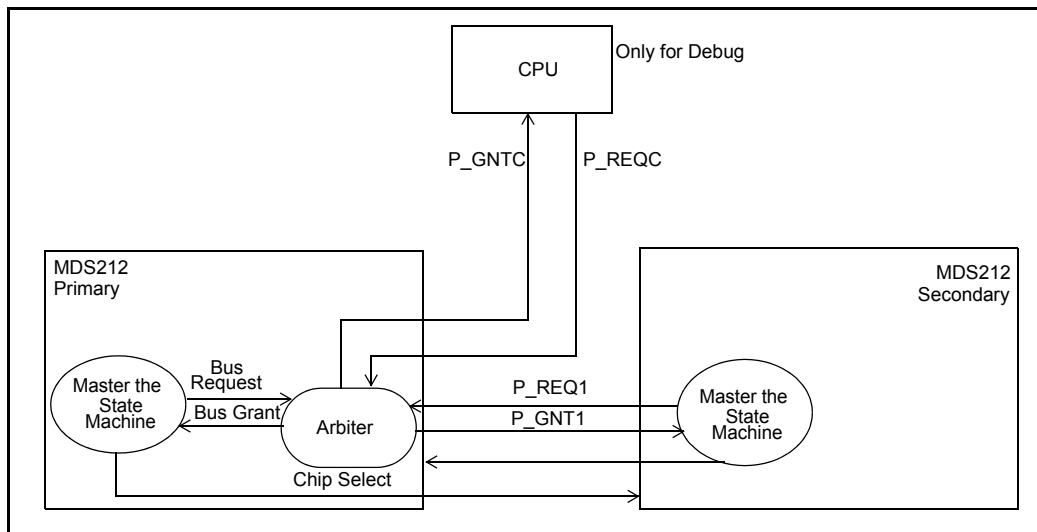 CPU
Only for Debug
P_GNTC
P_REQC
MDS212
Primary
MDS212
Secondary
Master the
State
Machine
Bus
Request
Bus Grant
Arbiter
Chip Select
P_REQ1
P_GNT1
Master the
State
Machine